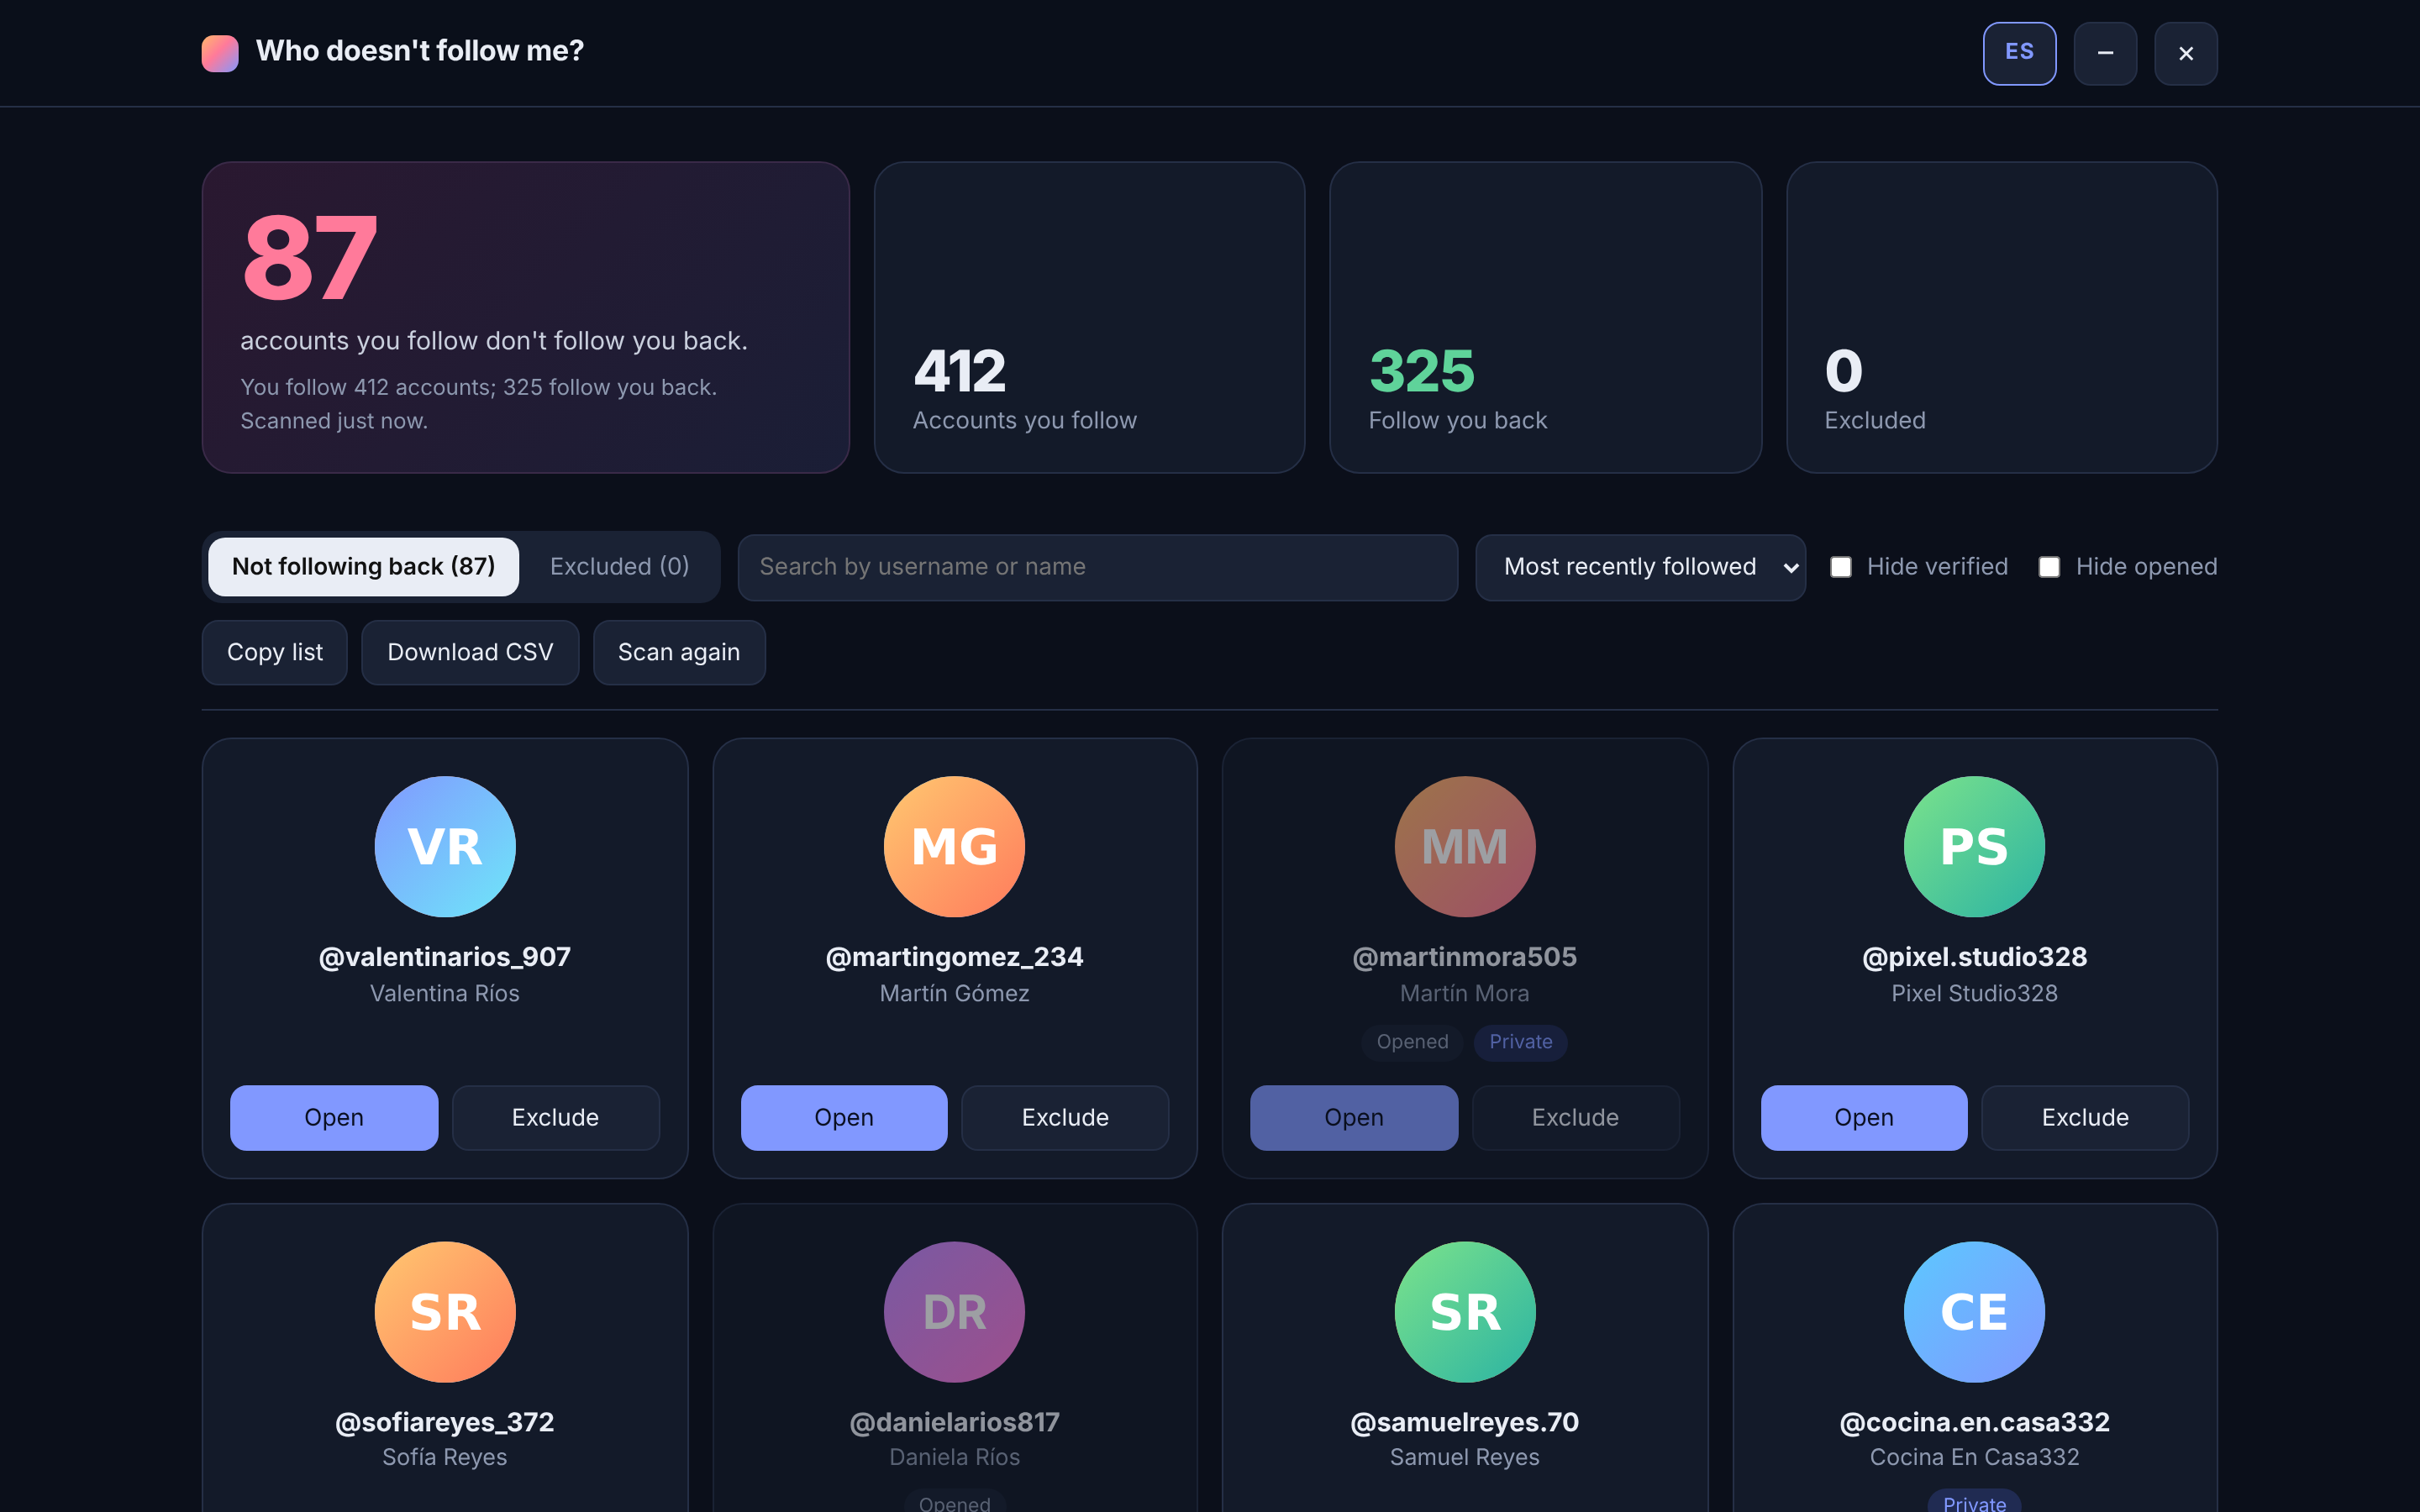 Who doesn't follow me?
ES
87
accounts you follow don't follow you back.
You follow 412 accounts; 325 follow you back.
Scanned just now.
412
Accounts you follow
325
Follow you back
0
Excluded
Not following back (87)
Excluded (0)
Search by username or name
Most recently followed
Hide verified
Hide opened
Copy list
Download CSV
Scan again
VR
@valentinarios_907
Valentina Ríos
Open
Exclude
MG
@martingomez_234
Martín Gómez
Open
Exclude
MM
@martinmora505
Martín Mora
Opened
Private
Open
Exclude
PS
@pixel.studio328
Pixel Studio328
Open
Exclude
SR
@sofiareyes_372
Sofía Reyes
DR
@danielarios817
Daniela Ríos
Opened
SR
@samuelreyes.70
Samuel Reyes
CE
@cocina.en.casa332
Cocina En Casa332
Private